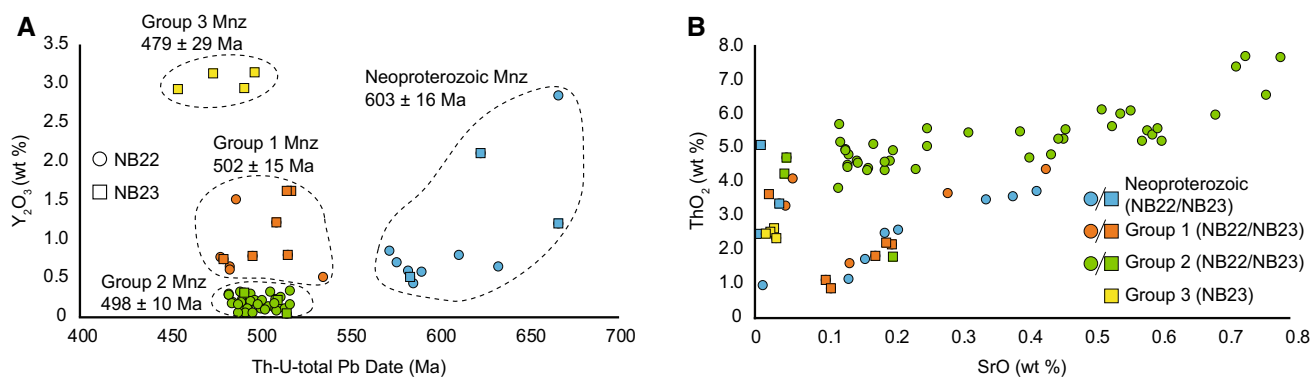 A
Group 3 Mnz
479 ± 29 Ma
Neoproterozoic Mnz
603 ± 16 Ma
Group 1 Mnz
502 ± 15 Ma
Group 2 Mnz
498 ± 10 Ma
NB22
NB23
Y₂O₃ (wt %)
3.5
3.0
2.5
2.0
1.5
1.0
0.5
0
400
450
500
550
600
650
700
Th-U-total Pb Date (Ma)
B
ThO₂ (wt %)
8.0
7.0
6.0
5.0
4.0
3.0
2.0
1.0
0
0
0.1
0.2
0.3
0.4
0.5
0.6
0.7
0.8
SrO (wt %)
/ Neoproterozoic
(NB22/NB23)
/ Group 1 (NB22/NB23)
/ Group 2 (NB22/NB23)
Group 3 (NB23)